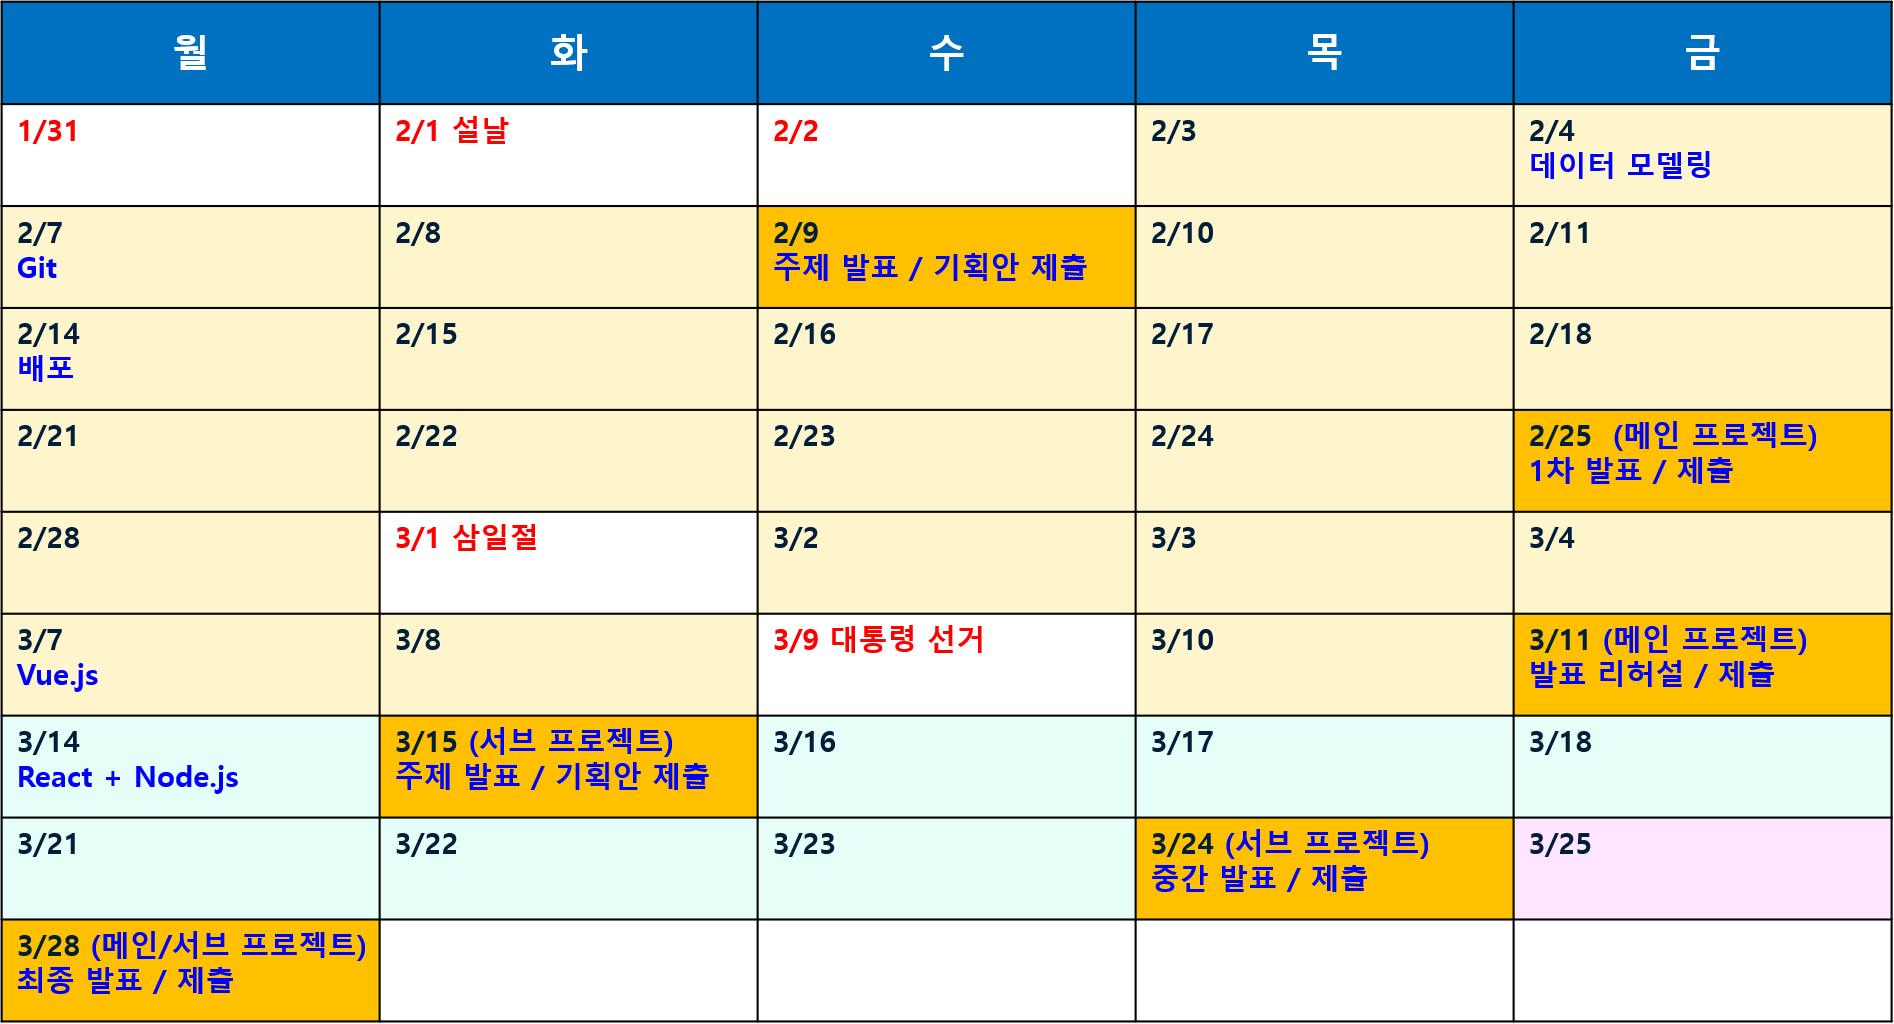 월 화 수 목 금
1/31
2/1 설날
2/2
2/3
2/4
데이터 모델링
2/7
Git
2/8
2/9
주제 발표 / 기획안 제출
2/10
2/11
2/14
배포
2/15
2/16
2/17
2/18
2/21
2/22
2/23
2/24
2/25 (메인 프로젝트)
1차 발표 / 제출
2/28
3/1 삼일절
3/2
3/3
3/4
3/7
Vue.js
3/8
3/9 대통령 선거
3/10
3/11 (메인 프로젝트)
발표 리허설 / 제출
3/14
React + Node.js
3/15 (서브 프로젝트)
주제 발표 / 기획안 제출
3/16
3/17
3/18
3/21
3/22
3/23
3/24 (서브 프로젝트)
중간 발표 / 제출
3/25
3/28 (메인/서브 프로젝트)
최종 발표 / 제출